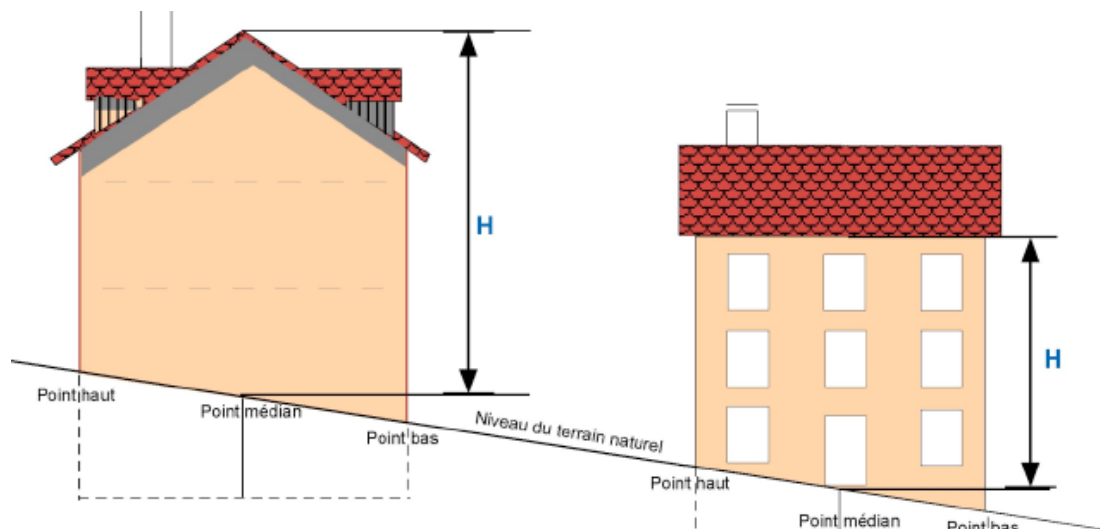 H
H
Point haut
Point médian
Point bas
Niveau du terrain naturel
Point haut
Point médian
Point bas